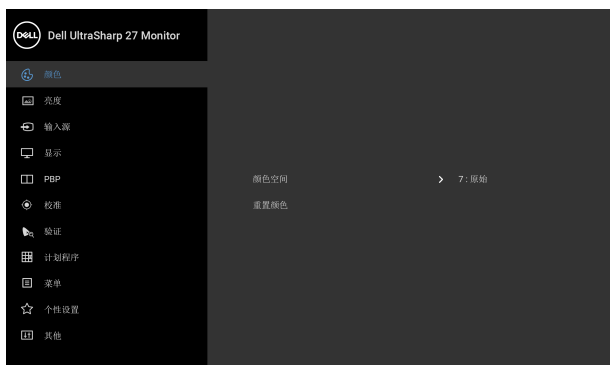 DELL Dell UltraSharp 27 Monitor
颜色
亮度
输入源
显示
PBP
颜色空间 7 : 原始
校准
重置颜色
验证
计划程序
菜单
个性设置
其他